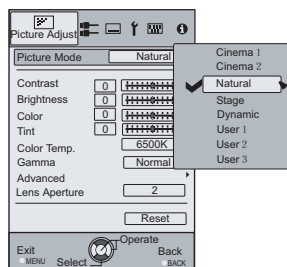 Picture Adjust
Picture Mode Natural
Contrast 0
Brightness 0
Color 0
Tint 0
Color Temp. 6500K
Gamma Normal
Advanced
Lens Aperture 2
Reset
Exit
MENU
Select
Operate
Back
BACK
Cinema 1
Cinema 2
Natural
Stage
Dynamic
User 1
User 2
User 3